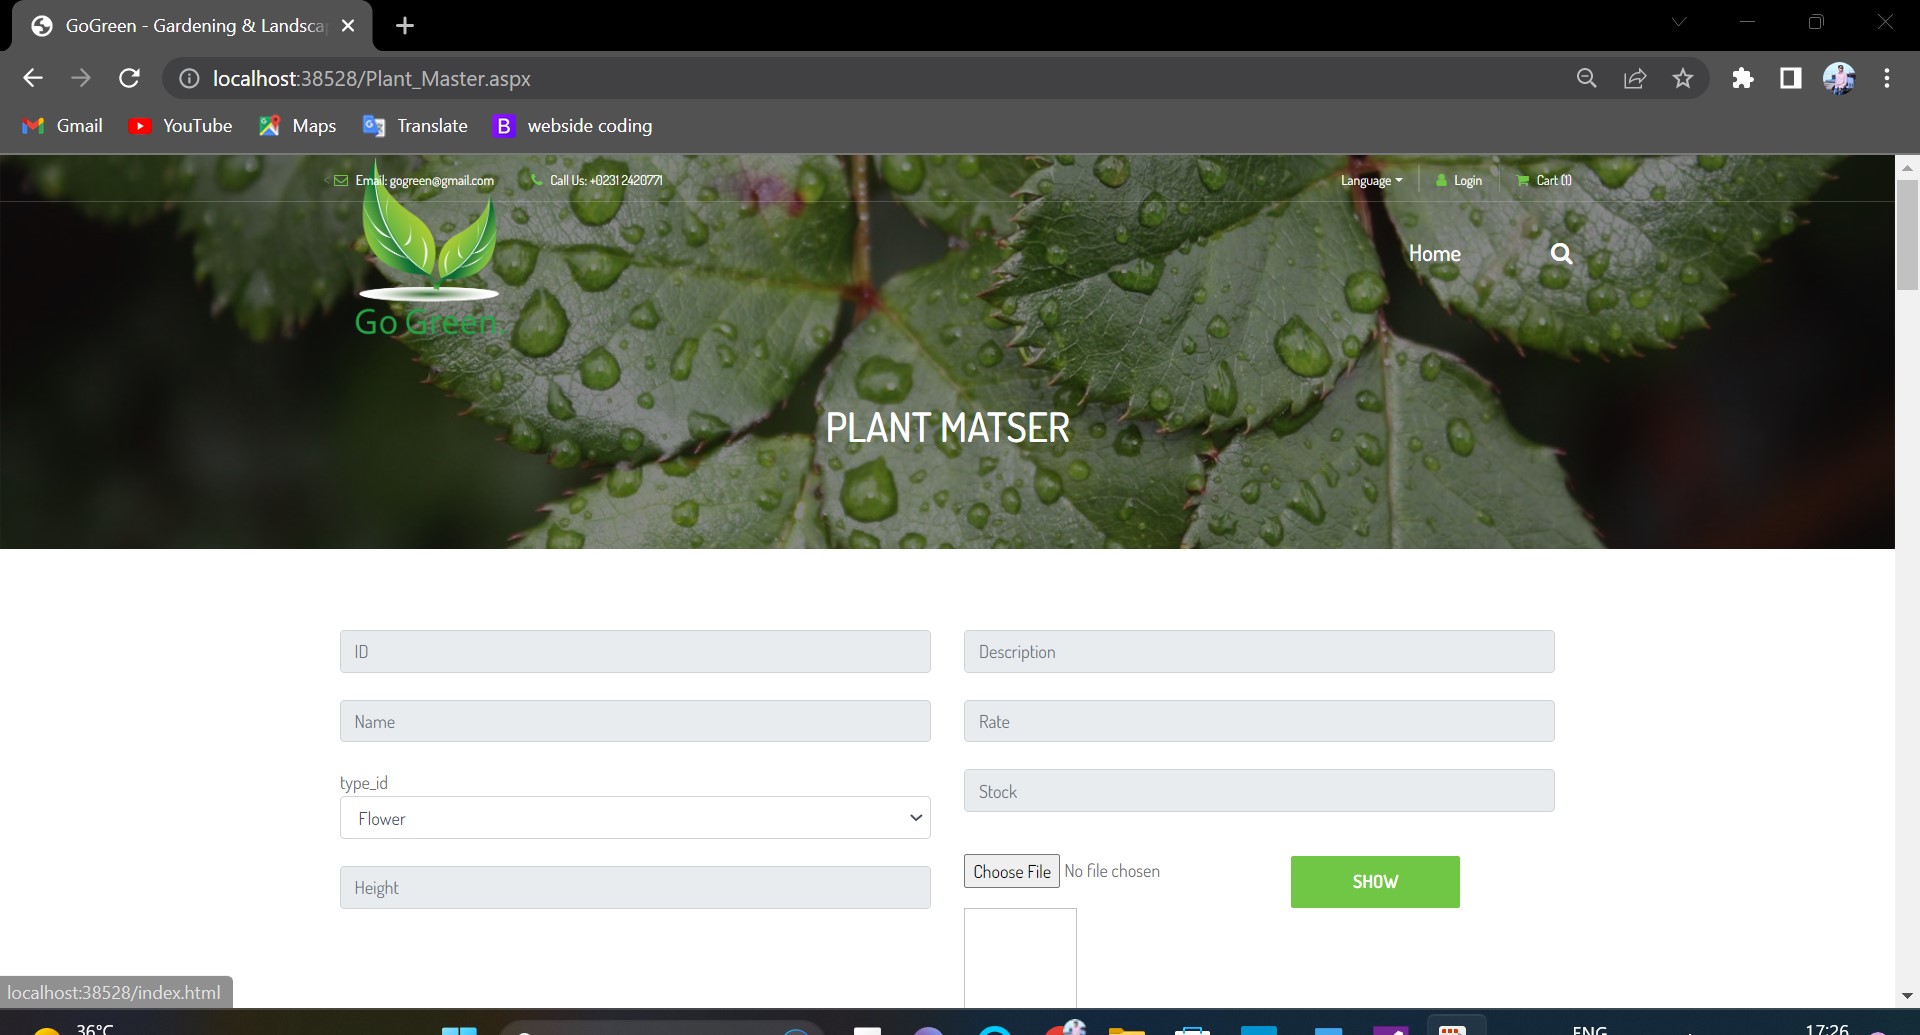 GoGreen - Gardening & Landsca
localhost:38528/Plant_Master.aspx
Gmail
YouTube
Maps
Translate
B webside coding
< Email: gogreen@gmail.com
Call Us: +0231 2420771
Language
Login
Cart (1)
Go Green
Home
PLANT MATSER
ID
Description
Name
Rate
type_id
Flower
Stock
Height
Choose File No file chosen
SHOW
localhost:38528/index.html
36°C
ENG
17:26